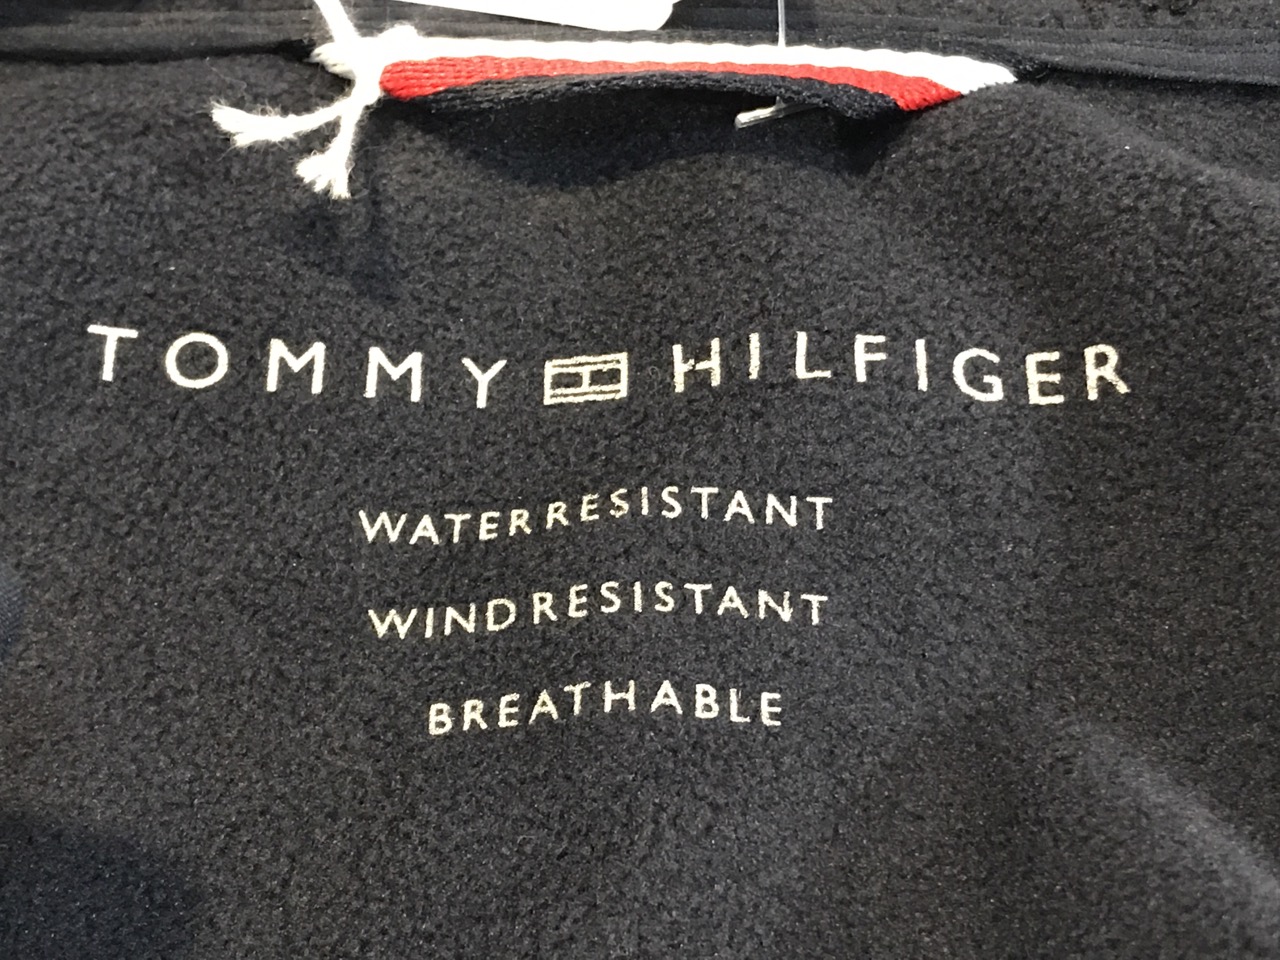 TOMMY HILFIGER
WATERRESISTANT
WINDRESISTANT
BREATHABLE